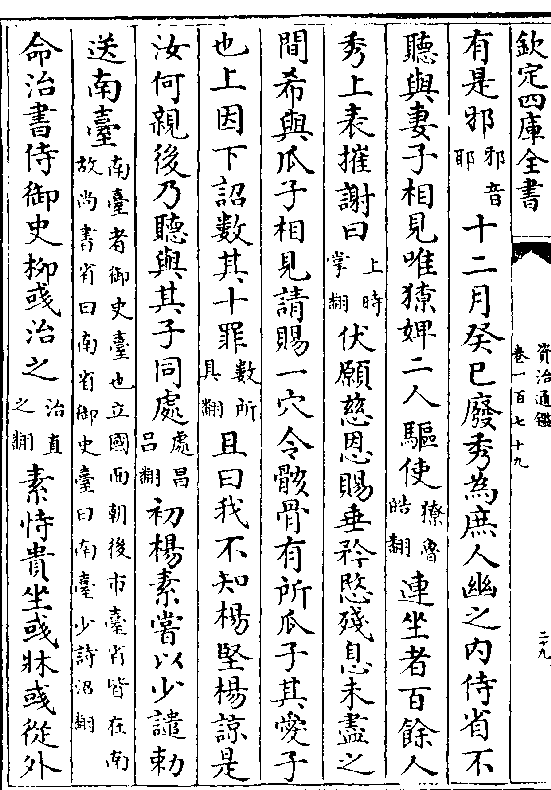 欽定四庫全書
資治通鑑
卷一百七十九
二十九
有是邪邪音耶十二月癸巳廢秀為庶人幽之内侍省不
聽與妻子相見唯獠婢二人驅使獠魯皓翻連坐者百餘人
秀上表摧謝曰上時掌翻伏願慈恩賜垂矜愍殘息未盡之
間希與瓜子相見請賜一穴令骸骨有所瓜子其愛子
也上因下詔數其十罪數所具翻且曰我不知楊堅楊諒是
汝何親後乃聽與其子同處處昌吕翻初楊素嘗以少譴勅
送南臺南臺者御史臺也立國面朝後市臺省皆在南故尚書省曰南省御史臺曰南臺少詩沼翻
命治書侍御史柳彧治之治直之翻素恃貴坐彧牀彧從外